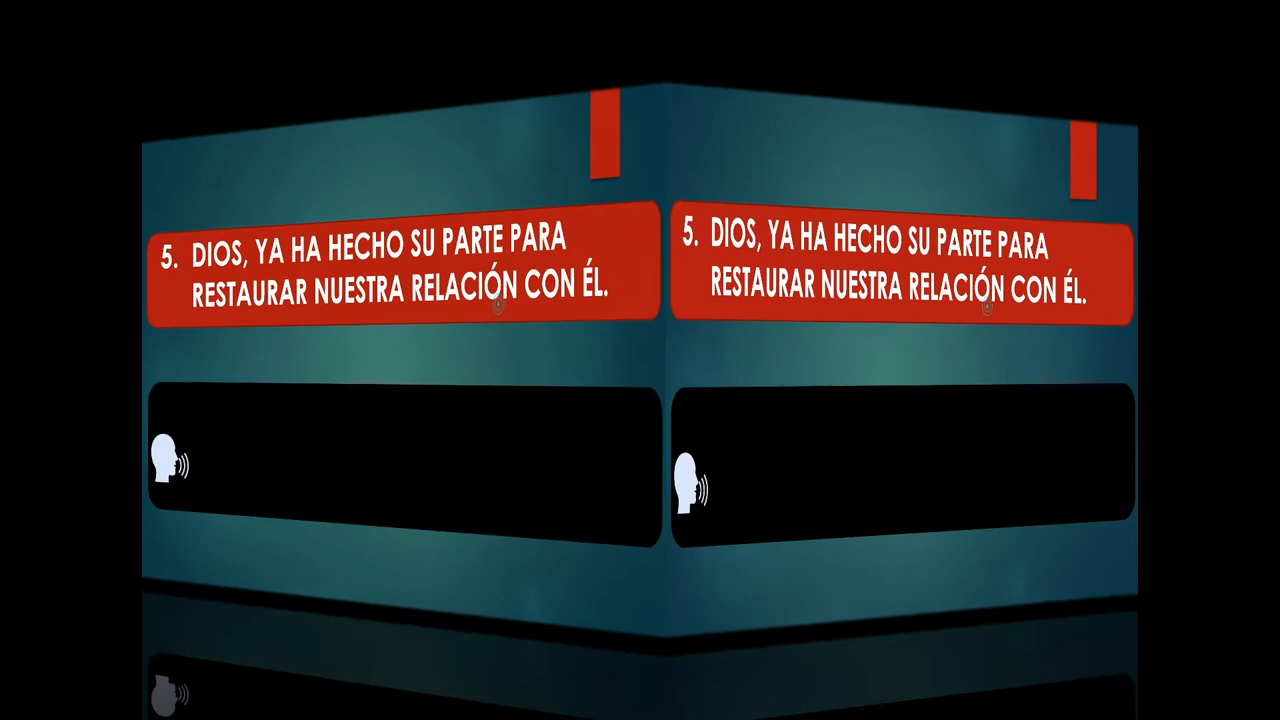 5. DIOS, YA HA HECHO SU PARTE PARA
RESTAURAR NUESTRA RELACIÓN CON ÉL.
5. DIOS, YA HA HECHO SU PARTE PARA
RESTAURAR NUESTRA RELACIÓN CON ÉL.